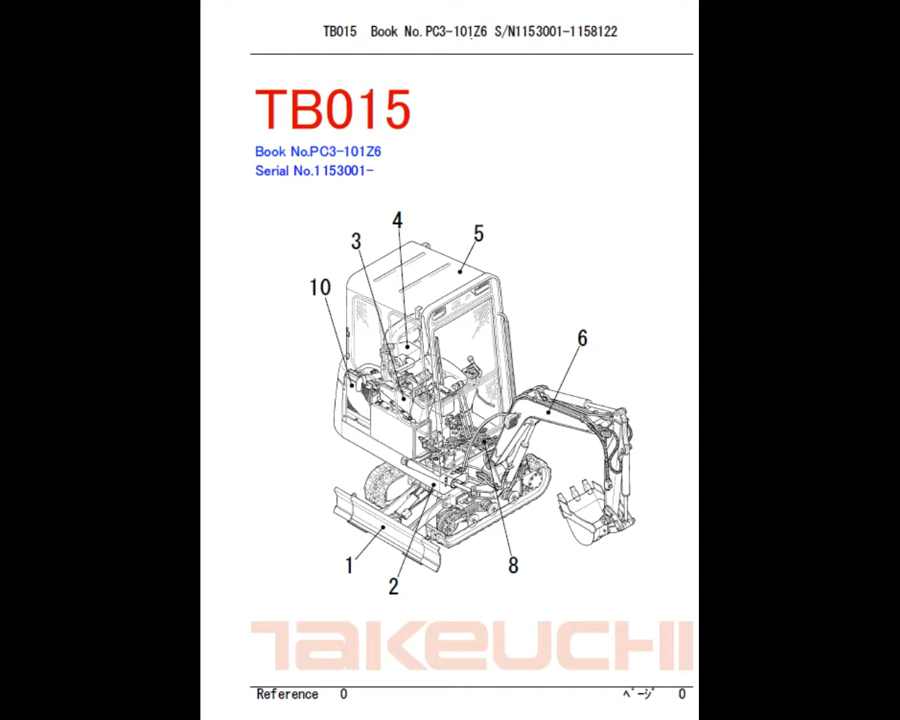 TB015 Book No. PC3-101Z6 S/N1153001-1158122
TB015
Book No.PC3-101Z6
Serial No.1153001-
4
3
5
10
6
1
8
2
TAKEUCHI
Reference 0
ﾍﾟｰｼﾞ 0